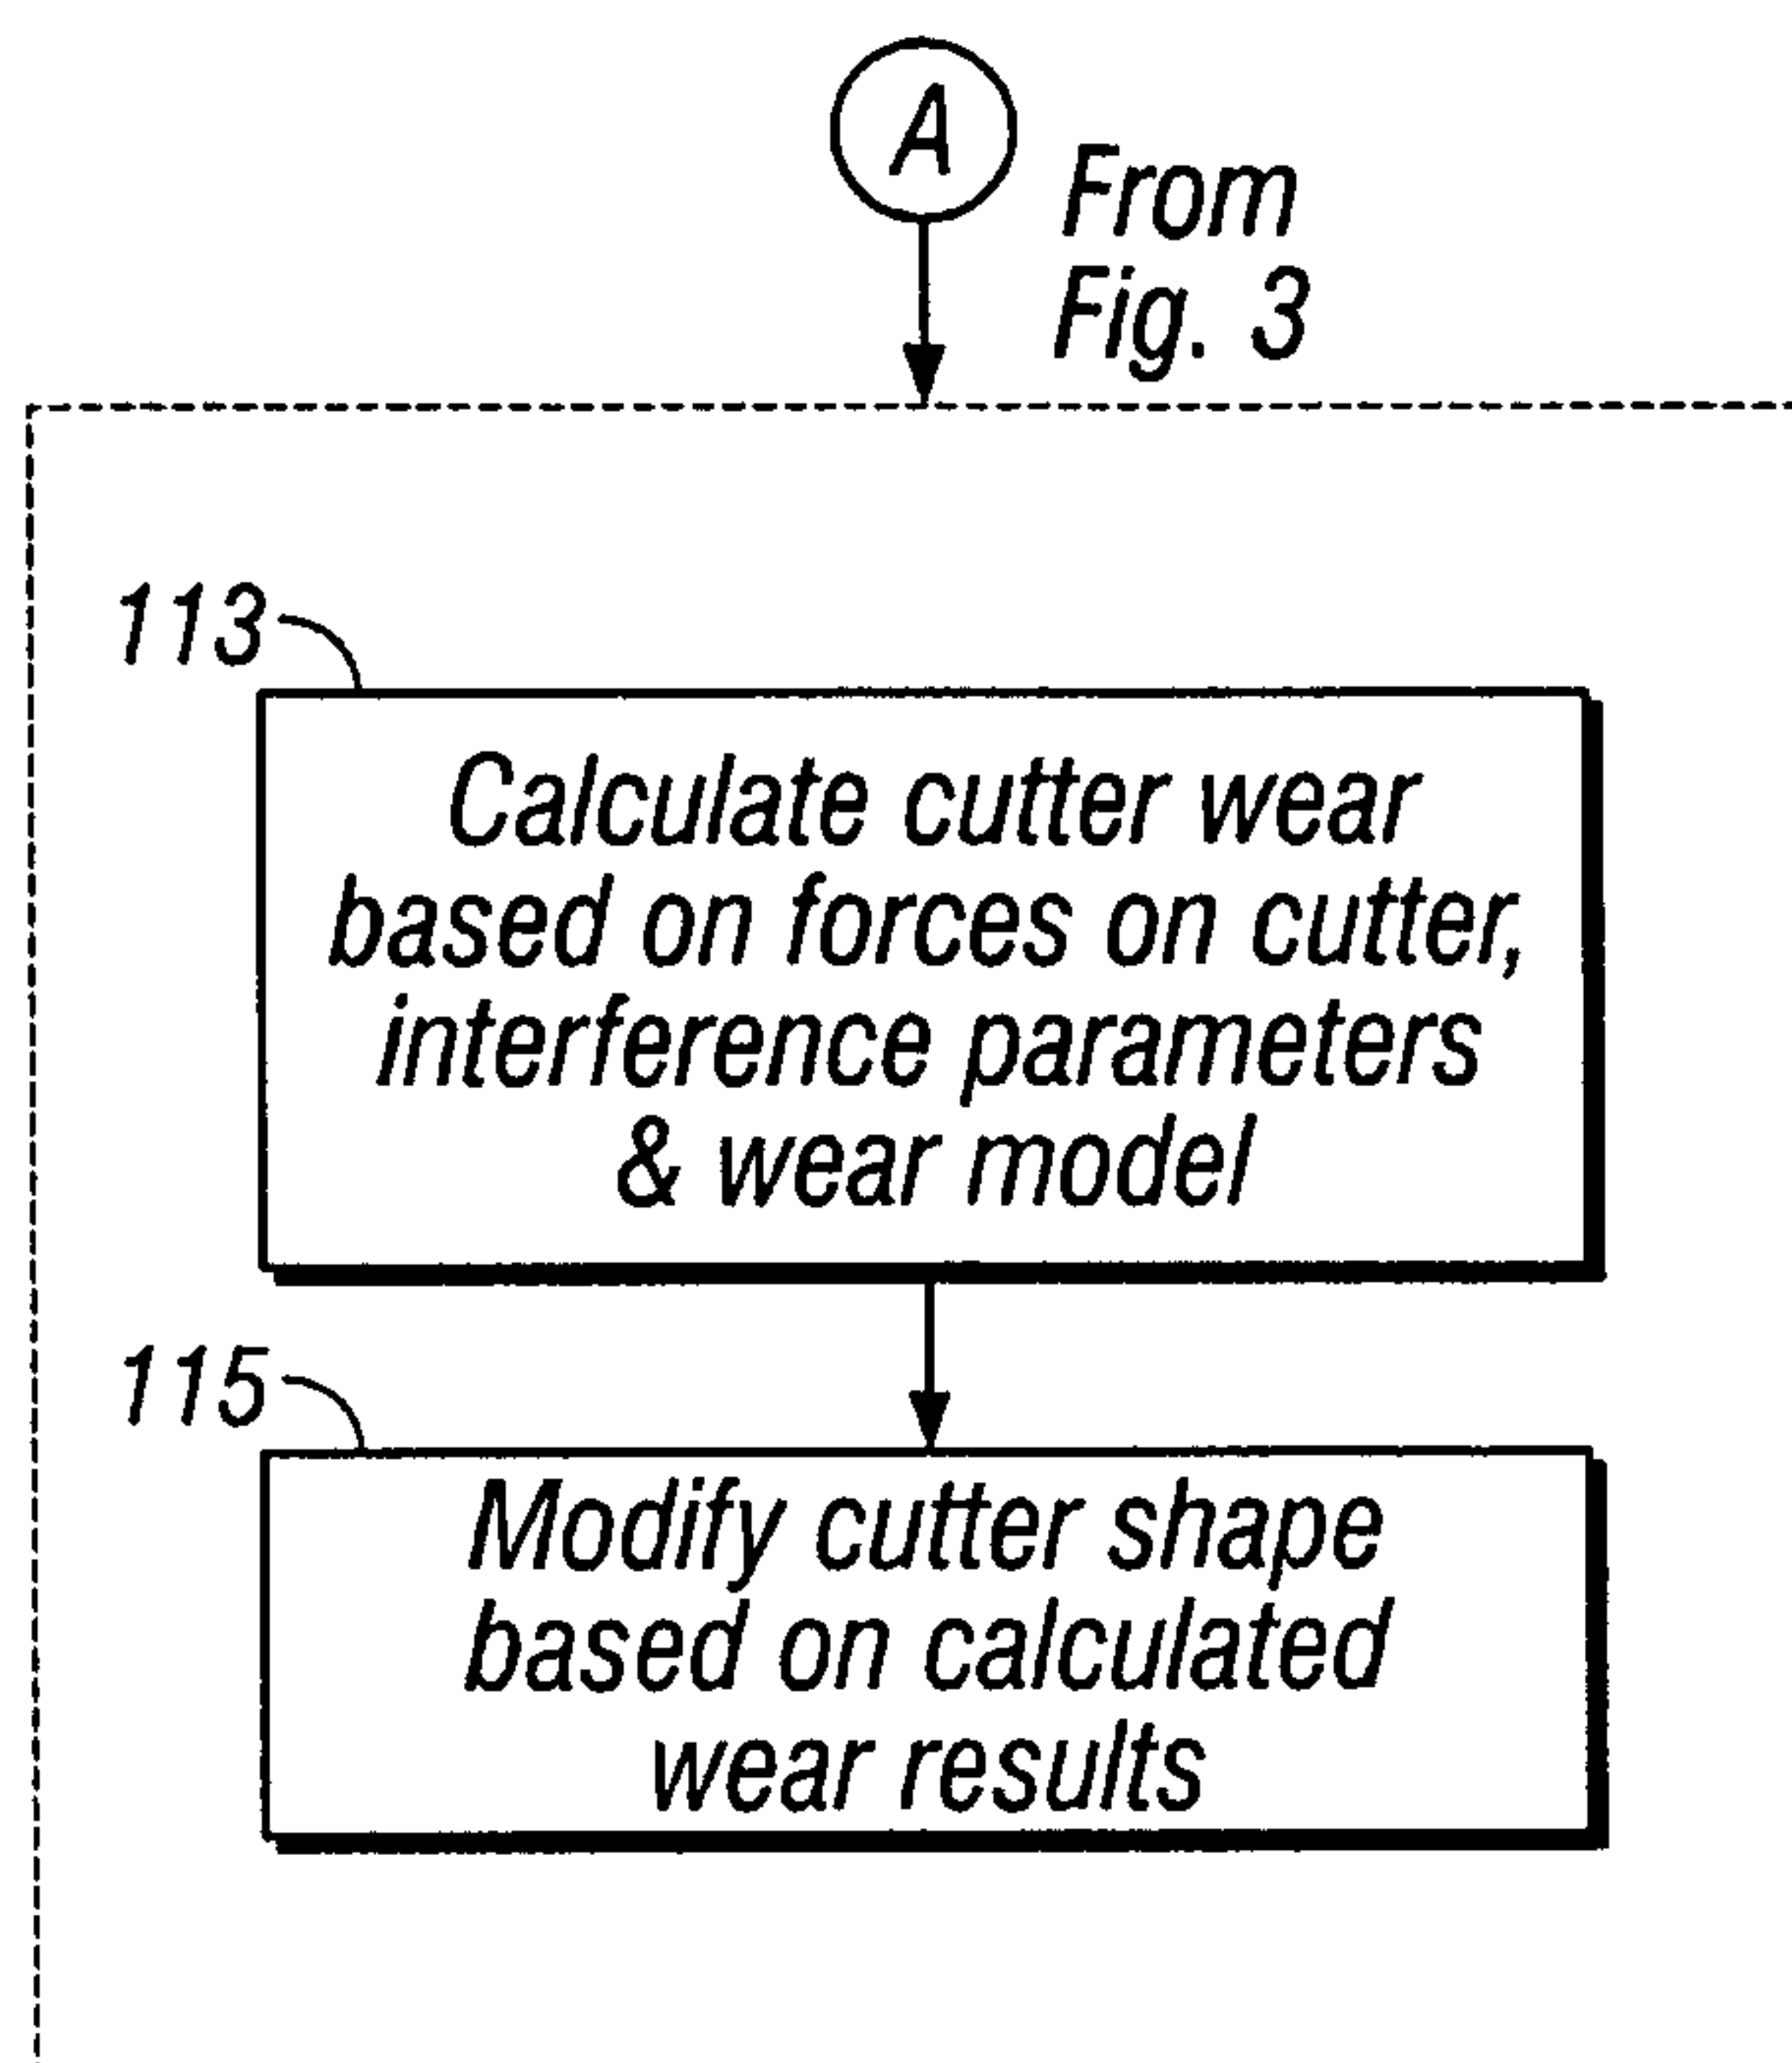 A
From
Fig. 3
113
Calculate cutter wear
based on forces on cutter,
interference parameters
& wear model
115
Modify cutter shape
based on calculated
wear results